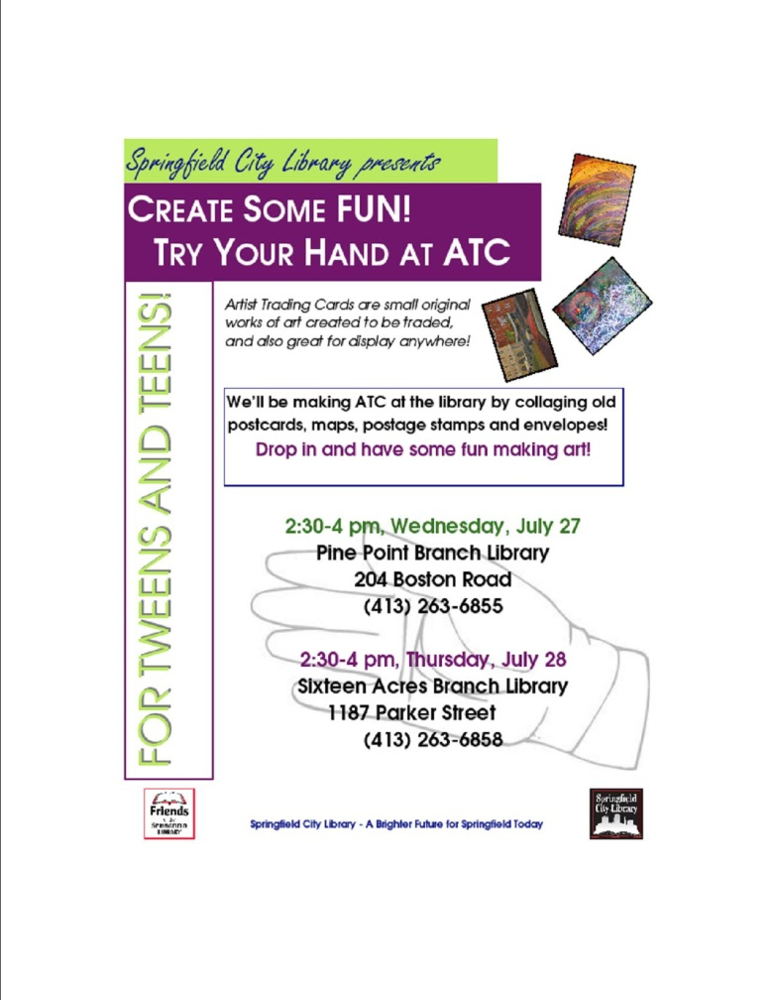 Springfield City Library presents
CREATE SOME FUN!
TRY YOUR HAND AT ATC
FOR TWEENS AND TEENS!
Artist Trading Cards are small original
works of art created to be traded,
and also great for display anywhere!
We'll be making ATC at the library by collaging old
postcards, maps, postage stamps and envelopes!
Drop in and have some fun making art!
2:30-4 pm, Wednesday, July 27
Pine Point Branch Library
204 Boston Road
(413) 263-6855
2:30-4 pm, Thursday, July 28
Sixteen Acres Branch Library
1187 Parker Street
(413) 263-6858
Friends
SPRINGFIELD
LIBRARY
Springfield City Library - A Brighter Future for Springfield Today
Springfield
City Library